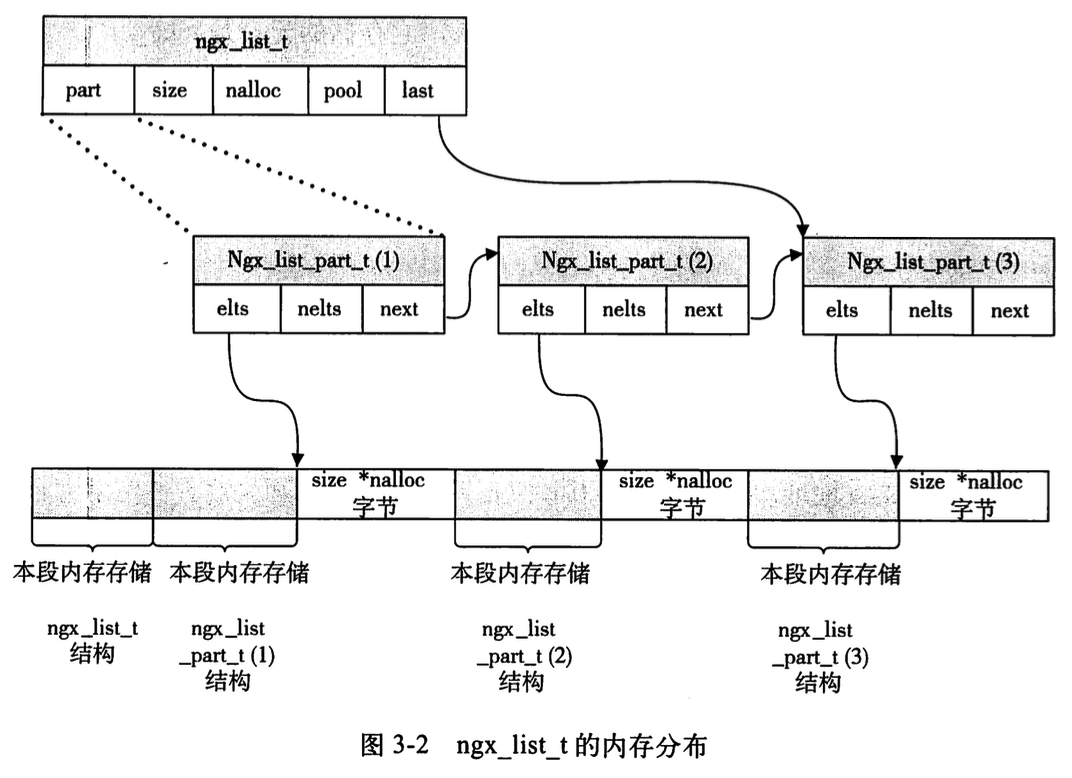 ngx_list_t
part size nalloc pool last
Ngx_list_part_t (1) Ngx_list_part_t (2) Ngx_list_part_t (3)
elts nelts next elts nelts next elts nelts next
size *nalloc size *nalloc size *nalloc
字节 字节 字节
本段内存存储 本段内存存储 本段内存存储 本段内存存储
ngx_list_t ngx_list ngx_list ngx_list
结构 _part_t (1) _part_t (2) _part_t (3)
结构 结构 结构
图 3-2 ngx_list_t 的内存分布